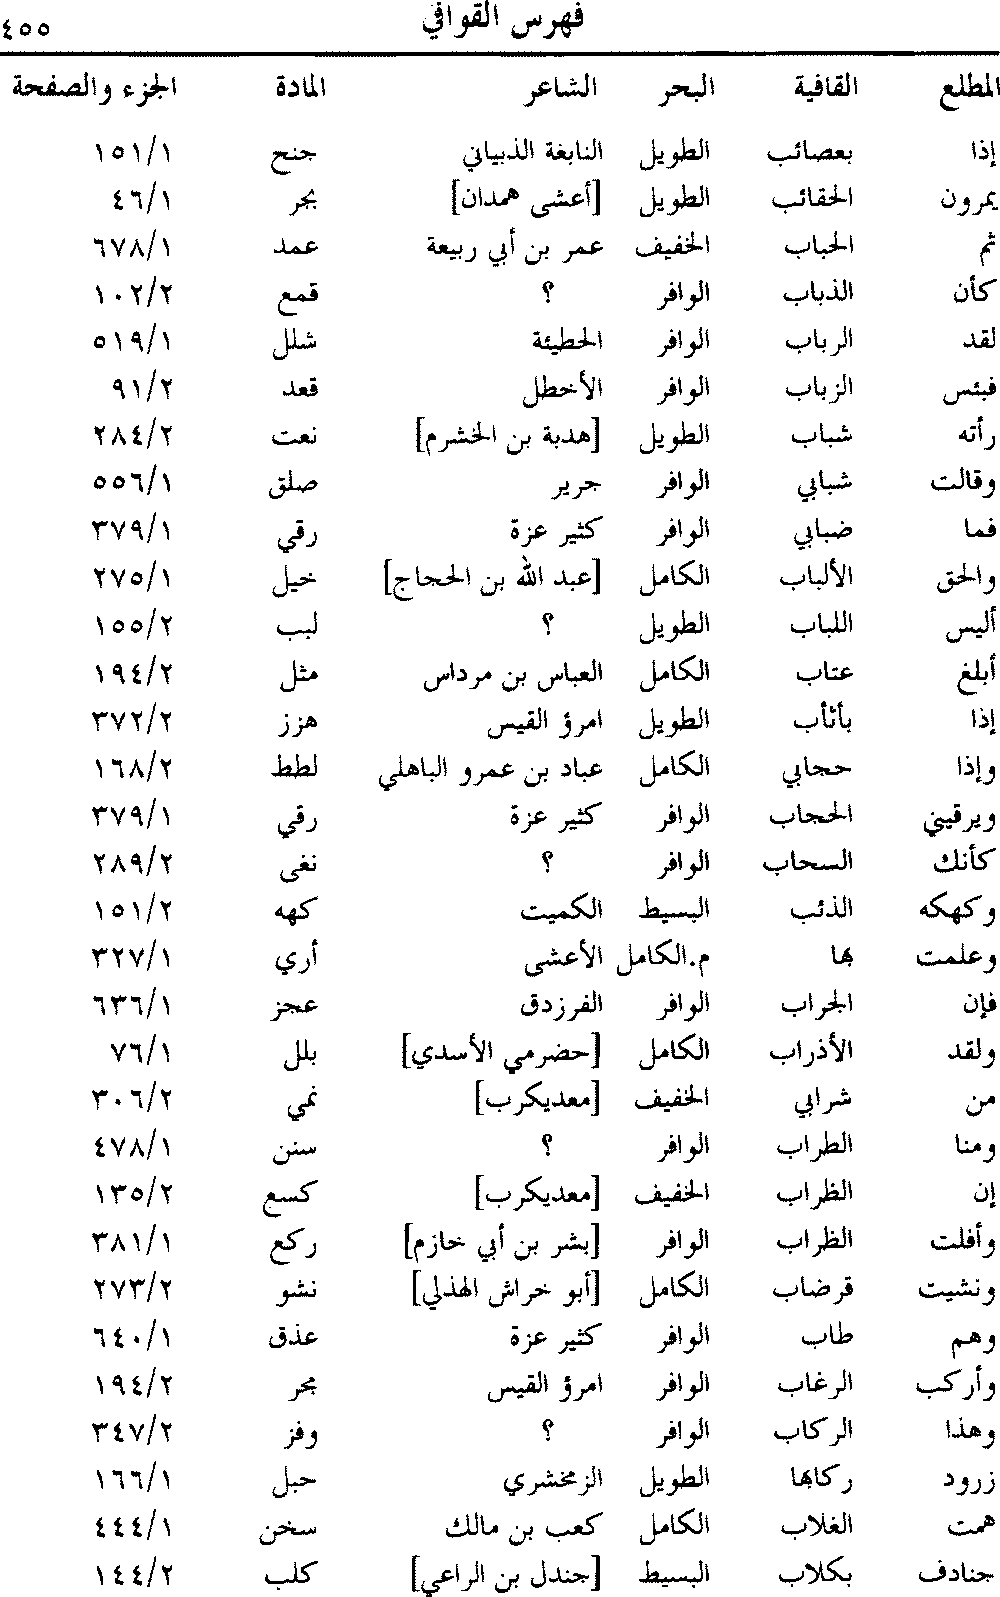 فهرس القوافي ٤٥٥
المطلع القافية البحر الشاعر المادة الجزء والصفحة
إذا بعصائب الطويل النابغة الذبياني جنح ١٥١/١
يمرون الحقائب الطويل [أعشى همدان] بجر ٤٦/١
ثم الحباب الخفيف عمر بن أبي ربيعة عمد ٦٧٨/١
كأن الذباب الوافر ؟ قمع ١٠٢/٢
لقد الرباب الوافر الحطيئة شلل ٥١٩/١
فبئس الزباب الوافر الأخطل قعد ٩١/٢
رأته شباب الطويل [هدبة بن الخشرم] نعت ٢٨٤/٢
وقالت شبابي الوافر جرير صلق ٥٥٦/١
فما ضبابي الوافر كثير عزة رقي ٣٧٩/١
والحق الألباب الكامل [عبد الله بن الحجاج] خيل ٢٧٥/١
أليس اللباب الطويل ؟ لبب ١٥٥/٢
أبلغ عتاب الكامل العباس بن مرداس مثل ١٩٤/٢
إذا بأثأب الطويل امرؤ القيس هزز ٣٧٢/٢
وإذا حجابي الكامل عباد بن عمرو الباهلي لطط ١٦٨/٢
ويرقيني الحجاب الوافر كثير عزة رقي ٣٧٩/١
كأنك السحاب الوافر ؟ نغى ٢٨٩/٢
وكهكه الذئب البسيط الكميت كهه ١٥١/٢
وعلمت بها م.الكامل الأعشى أري ٣٢٧/١
فإن الجراب الوافر الفرزدق عجز ٦٣٦/١
ولقد الأذراب الكامل [حضرمي الأسدي] بلل ٧٦/١
من شرابي الخفيف [معديكرب] نمي ٣٠٦/٢
ومنا الطراب الوافر ؟ سنن ٤٧٨/١
إن الظراب الخفيف [معديكرب] كسع ١٣٥/٢
وأفلت الظراب الوافر [بشر بن أبي خازم] ركع ٣٨١/١
ونشيت قرضاب الكامل [أبو خراش الهذلي] نشو ٢٧٣/٢
وهم طاب الوافر كثير عزة عذق ٦٤٠/١
وأركب الرغاب الوافر امرؤ القيس مجر ١٩٤/٢
وهذا الركاب الوافر ؟ وفز ٣٤٧/٢
زرود ركابها الطويل الزمخشري حبل ١٦٦/١
همت الغلاب الكامل كعب بن مالك سخن ٤٤٤/١
جنادف بكلاب البسيط [جندل بن الراعي] كلب ١٤٤/٢